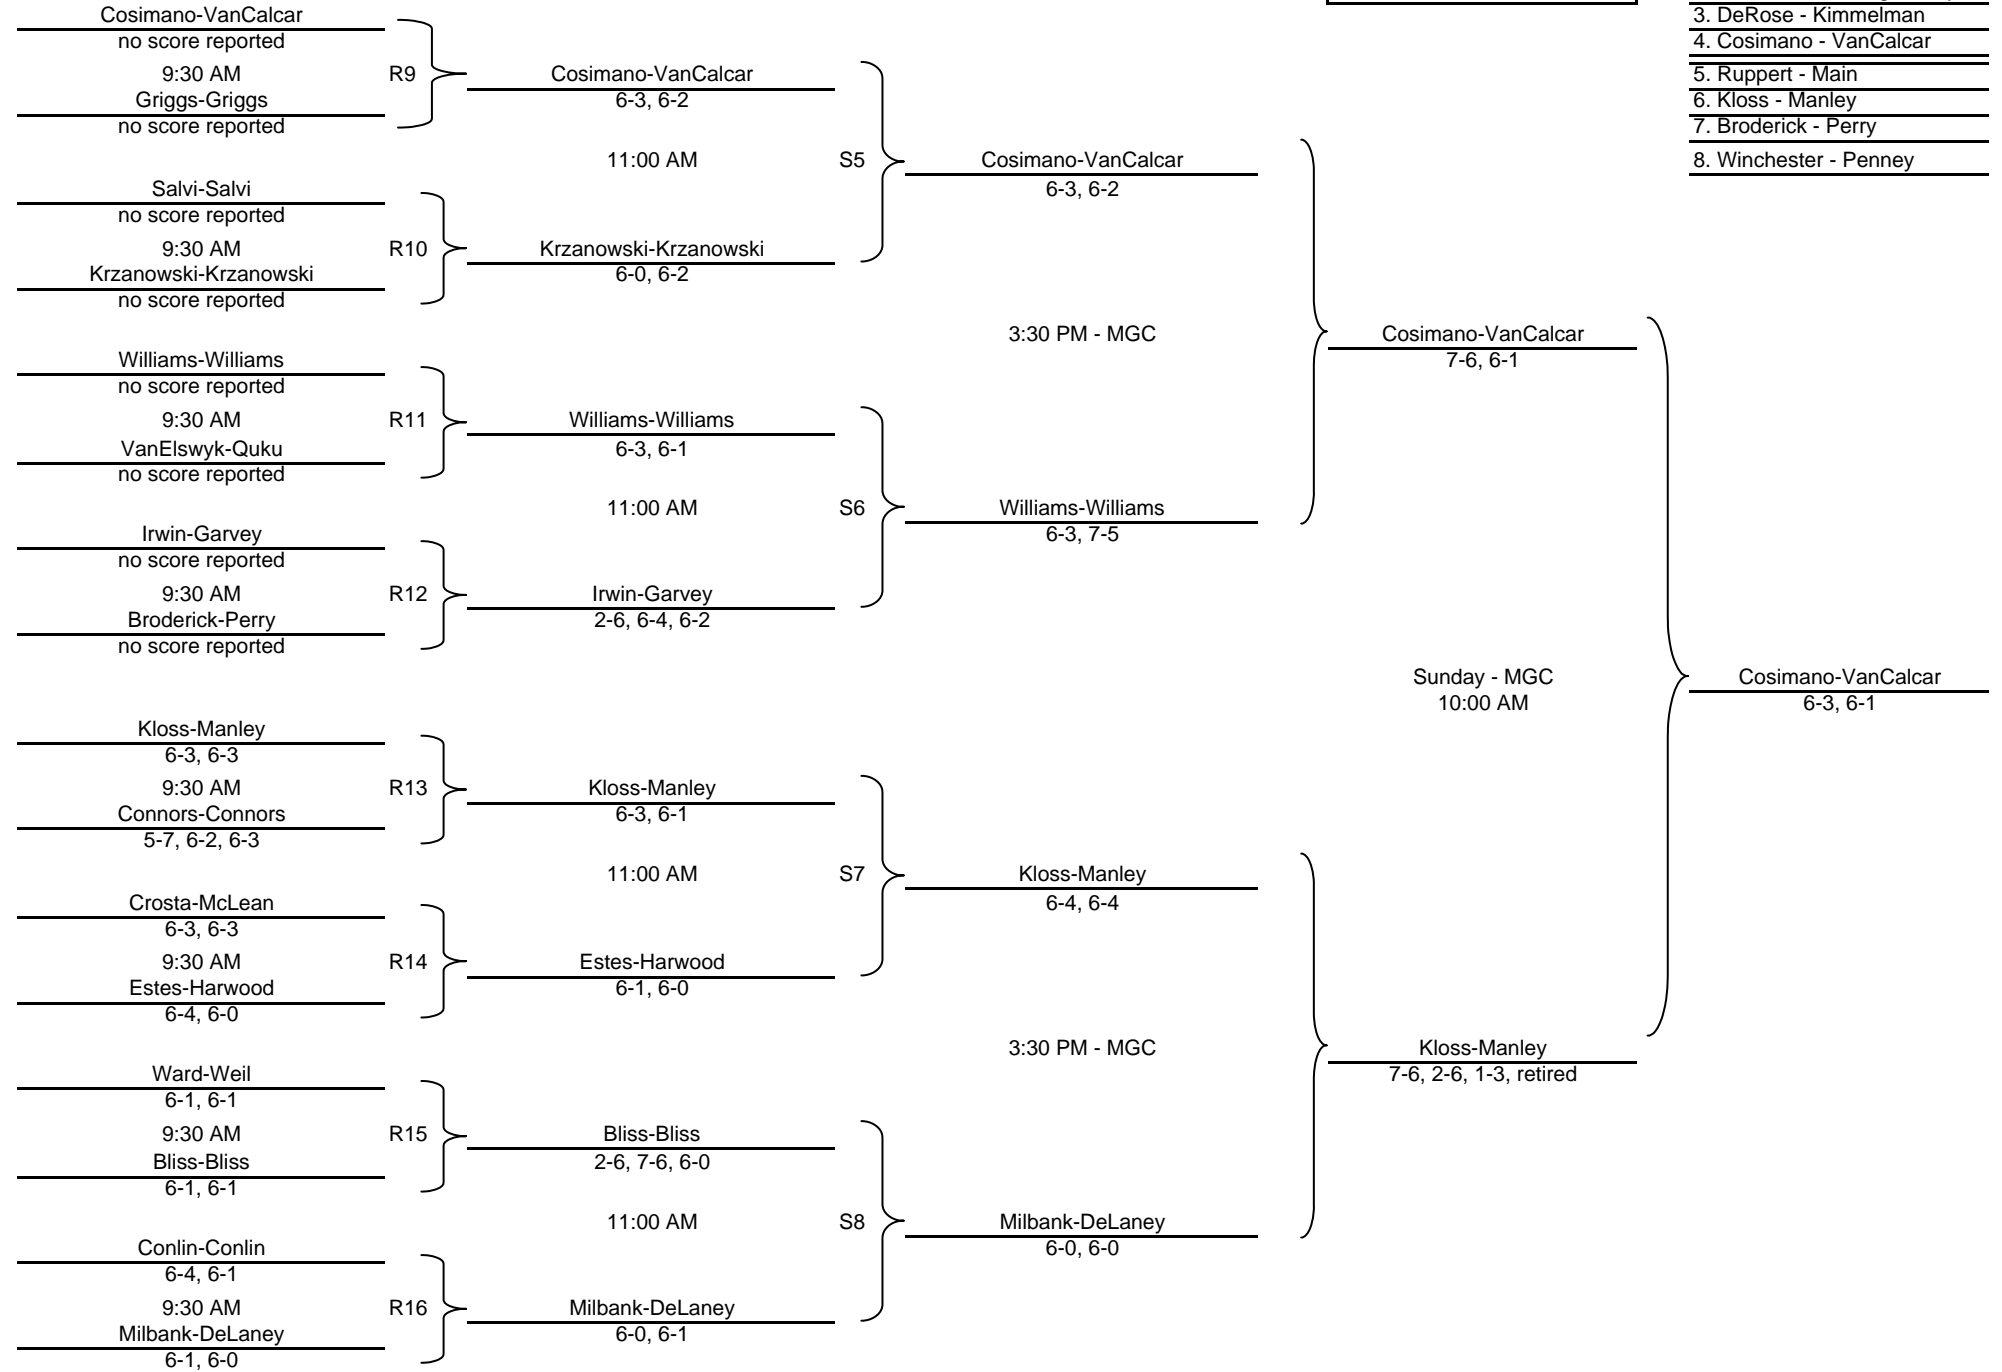 Cosimano-VanCalcar
no score reported
9:30 AM
R9
Griggs-Griggs
no score reported
Salvi-Salvi
no score reported
9:30 AM
R10
Krzanowski-Krzanowski
no score reported
Williams-Williams
no score reported
9:30 AM
R11
VanElswyk-Quku
no score reported
Irwin-Garvey
no score reported
9:30 AM
R12
Broderick-Perry
no score reported
Kloss-Manley
6-3, 6-3
9:30 AM
R13
Connors-Connors
5-7, 6-2, 6-3
Crosta-McLean
6-3, 6-3
9:30 AM
R14
Estes-Harwood
6-4, 6-0
Ward-Weil
6-1, 6-1
9:30 AM
R15
Bliss-Bliss
6-1, 6-1
Conlin-Conlin
6-4, 6-1
9:30 AM
R16
Milbank-DeLaney
6-1, 6-0
Cosimano-VanCalcar
6-3, 6-2
11:00 AM
S5
Krzanowski-Krzanowski
6-0, 6-2
Williams-Williams
6-3, 6-1
11:00 AM
S6
Irwin-Garvey
2-6, 6-4, 6-2
Kloss-Manley
6-3, 6-1
11:00 AM
S7
Estes-Harwood
6-1, 6-0
Bliss-Bliss
2-6, 7-6, 6-0
11:00 AM
S8
Milbank-DeLaney
6-0, 6-1
Cosimano-VanCalcar
6-3, 6-2
3:30 PM - MGC
Williams-Williams
6-3, 7-5
Kloss-Manley
6-4, 6-4
3:30 PM - MGC
Milbank-DeLaney
6-0, 6-0
Cosimano-VanCalcar
7-6, 6-1
Sunday - MGC
10:00 AM
Kloss-Manley
7-6, 2-6, 1-3, retired
3. DeRose - Kimmelman
4. Cosimano - VanCalcar
5. Ruppert - Main
6. Kloss - Manley
7. Broderick - Perry
8. Winchester - Penney
Cosimano-VanCalcar
6-3, 6-1